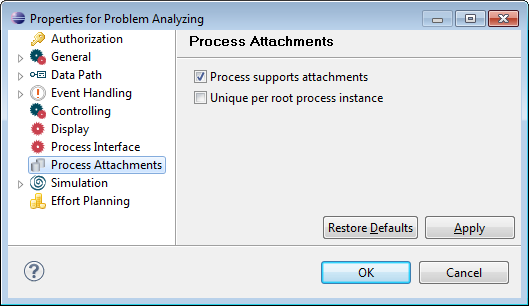 Properties for Problem Analyzing
Authorization
General
Data Path
Event Handling
Controlling
Display
Process Interface
Process Attachments
Simulation
Effort Planning
Process Attachments
Process supports attachments
Unique per root process instance
Restore Defaults
Apply
?
OK
Cancel